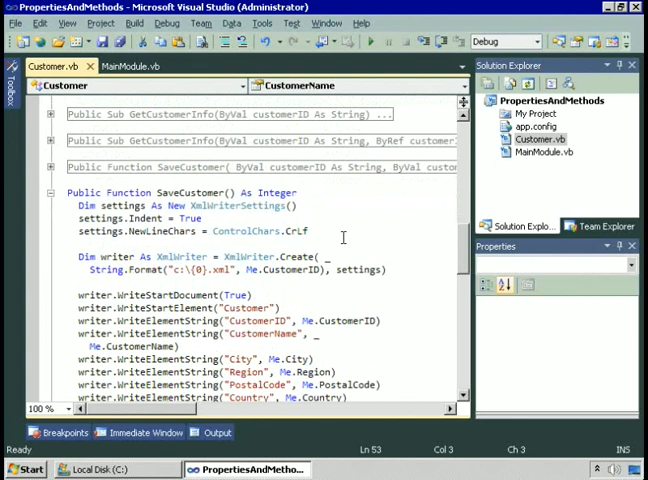 PropertiesAndMethods - Microsoft Visual Studio (Administrator)
File Edit View Project Build Debug Team Data Tools Test Window Help
Debug
Customer.vb MainModule.vb
Customer CustomerName
Toolbox
Public Sub GetCustomerInfo(ByVal customerID As String) ...
Public Sub GetCustomerInfo(ByVal customerID As String, ByRef customer
Public Function SaveCustomer( ByVal customerID As String, ByVal custom
Public Function SaveCustomer() As Integer
Dim settings As New XmlWriterSettings()
settings.Indent = True
settings.NewLineChars = ControlChars.CrLf
Dim writer As XmlWriter = XmlWriter.Create( _
String.Format("c:\{0}.xml", Me.CustomerID), settings)
writer.WriteStartDocument(True)
writer.WriteStartElement("Customer")
writer.WriteElementString("CustomerID", Me.CustomerID)
writer.WriteElementString("CustomerName", _
Me.CustomerName)
writer.WriteElementString("City", Me.City)
writer.WriteElementString("Region", Me.Region)
writer.WriteElementString("PostalCode", Me.PostalCode)
writer.WriteElementString("Country", Me.Country)
100 %
Solution Explorer
PropertiesAndMethods
My Project
app.config
Customer.vb
MainModule.vb
Solution Explo... Team Explorer
Properties
Breakpoints Immediate Window Output
Ready Ln 53 Col 3 Ch 3 INS
Start Local Disk (C:) PropertiesAndMetho...